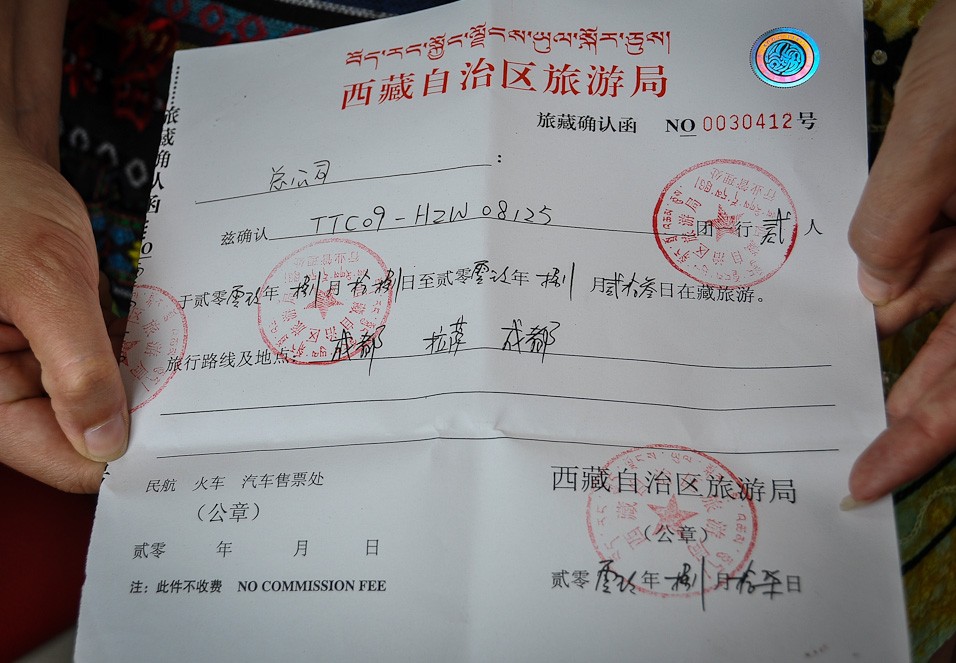 བོད་རང་སྐྱོང་ལྗོངས་ཡུལ་སྐོར་ཅུས།
西藏自治区旅游局
旅藏确认函 NO 0030412号
总公司:
兹确认 TTC09-HZW 08125 团一行 贰 人
于贰零零玖年 捌月拾捌日至贰零零玖年 捌 月贰拾叁日在藏旅游。
旅行路线及地点: 成都 拉萨 成都
民航 火车 汽车售票处
(公章)
贰零 年 月 日
注: 此件不收费 NO COMMISSION FEE
西藏自治区旅游局
(公章)
贰零零玖年捌月拾柒日